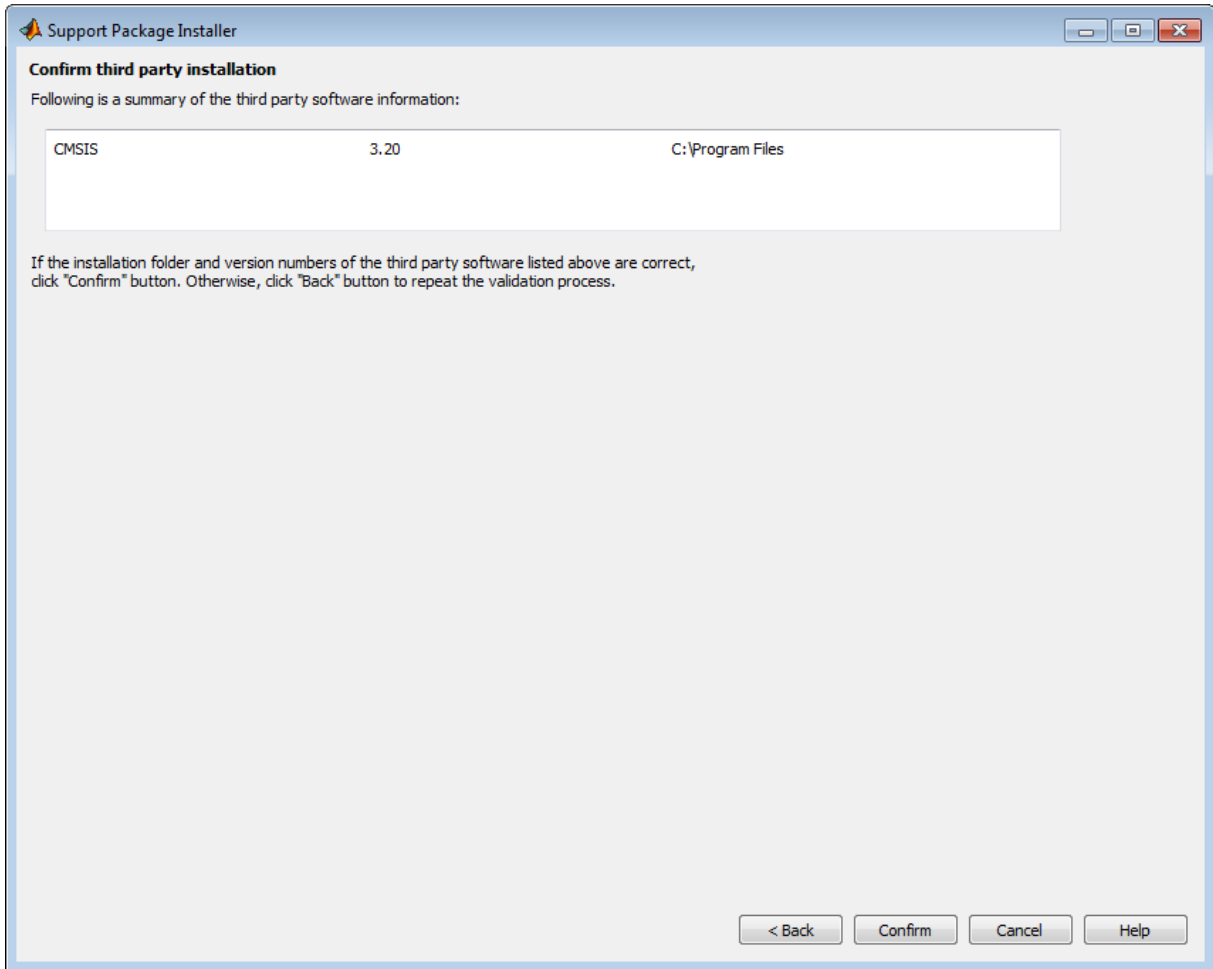 Support Package Installer
Confirm third party installation
Following is a summary of the third party software information:
CMSIS 3.20 C:\Program Files
If the installation folder and version numbers of the third party software listed above are correct,
click "Confirm" button. Otherwise, click "Back" button to repeat the validation process.
< Back Confirm Cancel Help